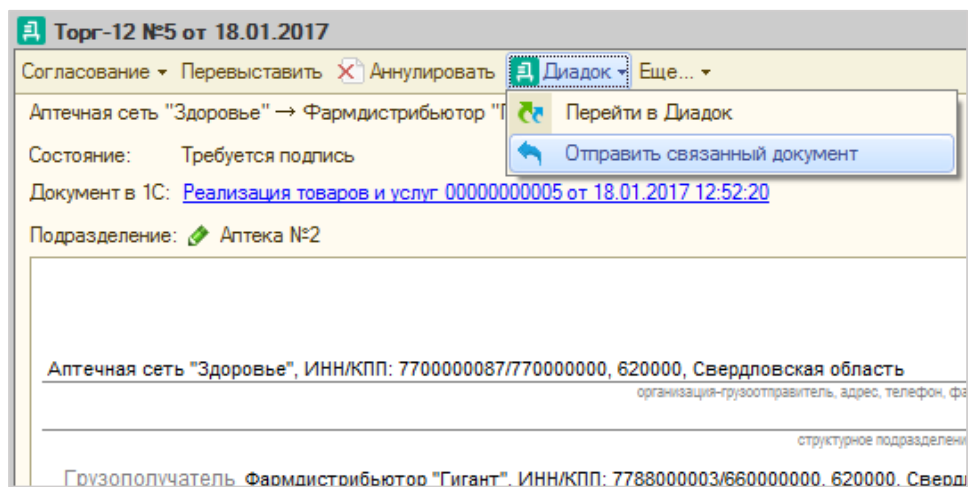 Торг-12 №5 от 18.01.2017
Согласование Перевыставить Аннулировать Диадок Еще...
Аптечная сеть "Здоровье" → Фармдистрибьютор "Г
Перейти в Диадок
Состояние: Требуется подпись
Отправить связанный документ
Документ в 1С: Реализация товаров и услуг 00000000005 от 18.01.2017 12:52:20
Подразделение: Аптека №2
Аптечная сеть "Здоровье", ИНН/КПП: 7700000087/770000000, 620000, Свердловская область
организация-грузоотправитель, адрес, телефон, фа
структурное подразделени
Грузополучатель Фармдистрибьютор "Гигант", ИНН/КПП: 7788000003/660000000, 620000, Сверд